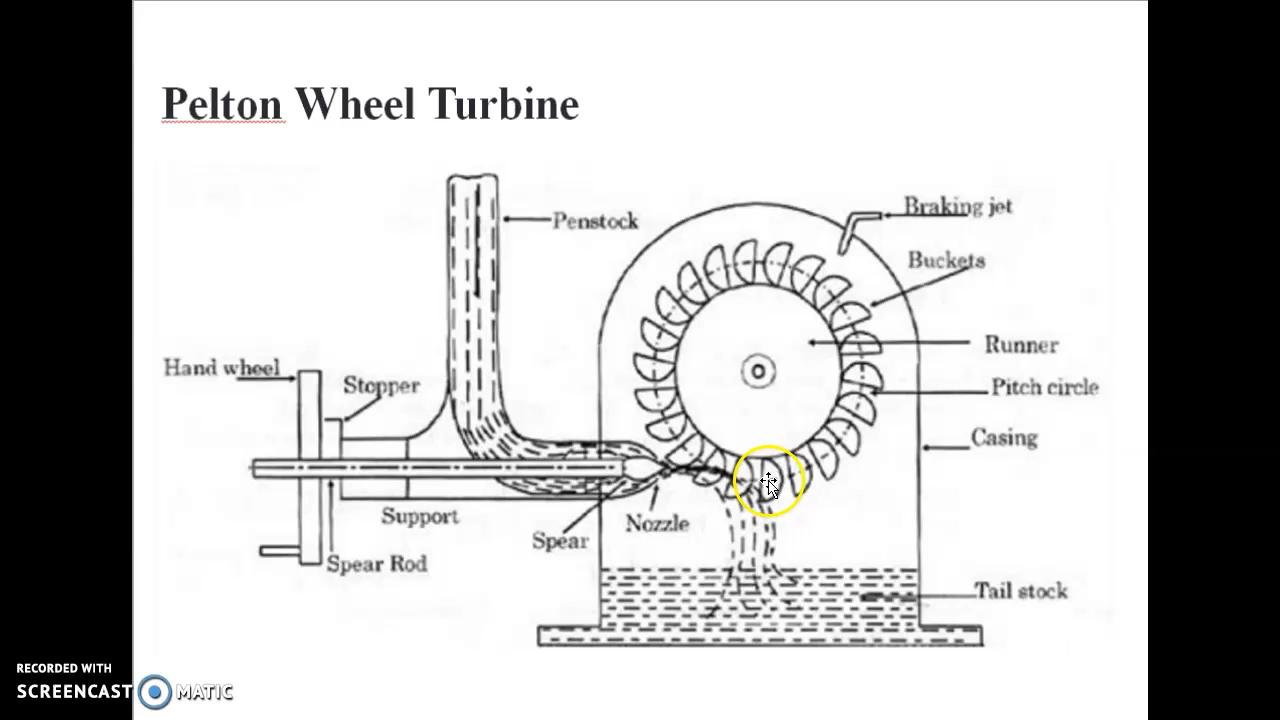 Pelton Wheel Turbine
Braking jet
Penstock
Buckets
Runner
Hand wheel
Stopper
Pitch circle
Casing
Support
Nozzle
Spear
Spear Rod
Tail stock
RECORDED WITH
SCREENCAST MATIC